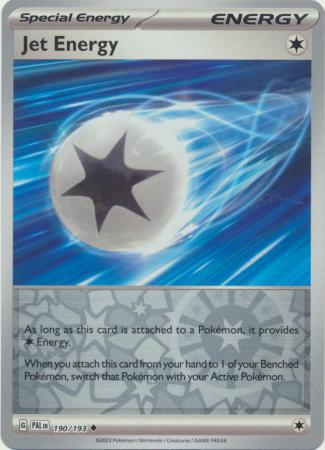 Special Energy ENERGY
Jet Energy
As long as this card is attached to a Pokémon, it provides
Energy.
When you attach this card from your hand to 1 of your Benched
Pokémon, switch that Pokémon with your Active Pokémon.
G PAL EN 190/193
©2023 Pokémon / Nintendo / Creatures / GAME FREAK